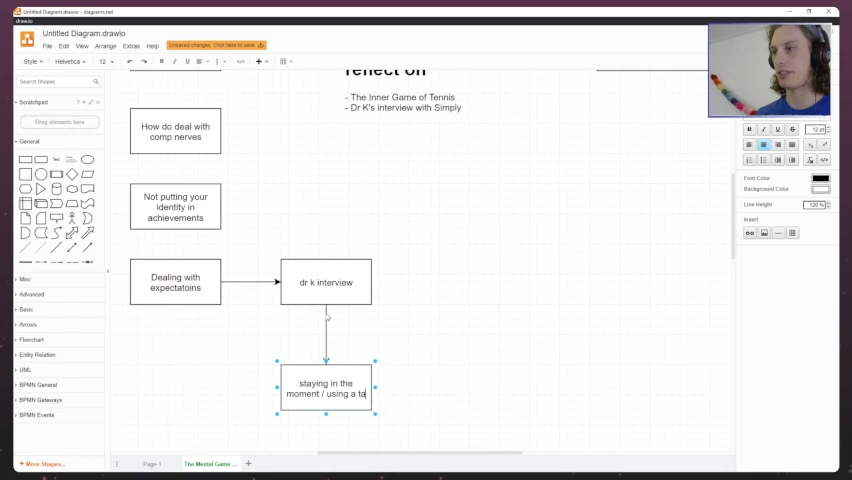 Untitled Diagram.drawio - diagrams.net
draw.io
Untitled Diagram.drawio
File Edit View Arrange Extras Help
Unsaved changes. Click here to save.
Style
Helvetica
12
Search Shapes
Scratchpad
Drag elements here
General
Text
Misc
Advanced
Basic
Arrows
Flowchart
Entity Relation
UML
BPMN General
BPMN Gateways
BPMN Events
+ More Shapes...
reflect on
- The Inner Game of Tennis
- Dr K's interview with Simply
How do deal with
comp nerves
Not putting your
identity in
achievements
Dealing with
expectatoins
dr k interview
staying in the
moment / using a ta
12 pt
Font Color
Background Color
Line Height
120 %
Insert
Page-1
The Mental Game ...